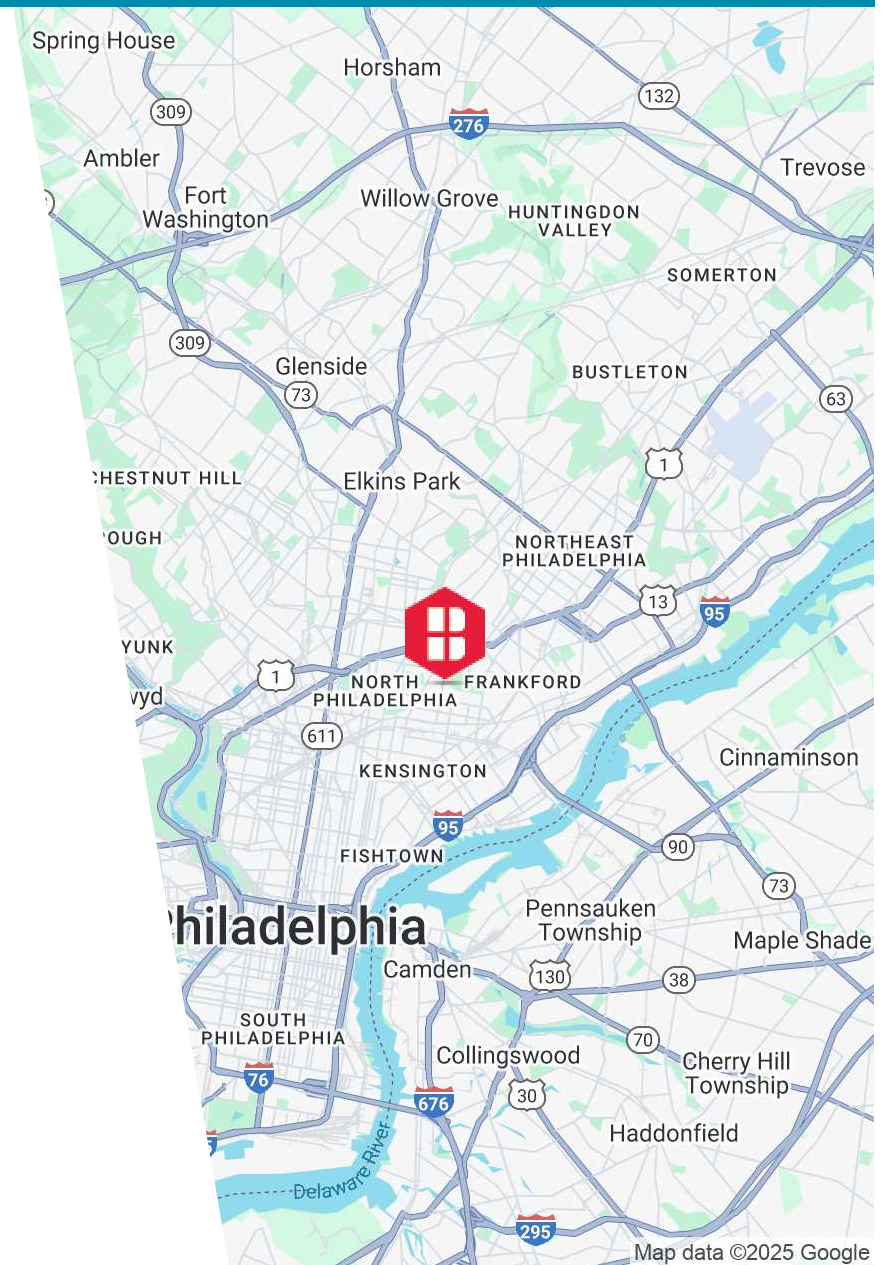 Spring House
Horsham
132
309
276
Ambler
Trevose
Fort
Washington
Willow Grove
HUNTINGDON
VALLEY
SOMERTON
309
Glenside
73
BUSTLETON
63
1
CHESTNUT HILL
Elkins Park
OUGH
NORTHEAST
PHILADELPHIA
13
95
YUNK
1
NORTH
PHILADELPHIA
FRANKFORD
wyd
611
Cinnaminson
KENSINGTON
95
90
FISHTOWN
73
Philadelphia
Pennsauken
Township
Maple Shade
Camden
130
38
SOUTH
PHILADELPHIA
70
Collingswood
Cherry Hill
Township
76
676
30
Haddonfield
Delaware River
295
Map data ©2025 Google